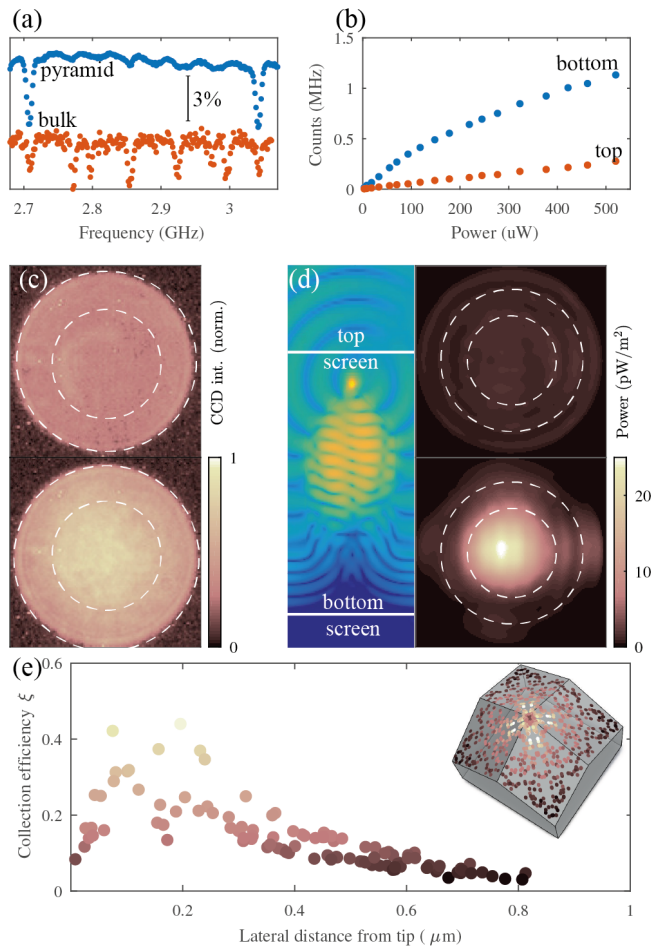 (a)
pyramid
3%
bulk
2.7
2.8
2.9
3
Frequency (GHz)
(b)
1.5
1
0.5
0
Counts (MHz)
bottom
top
0
100
200
300
400
500
Power (uW)
(c)
CCD int. (norm.)
1
0
(d)
top
screen
bottom
screen
Power (pW/m²)
20
10
0
(e)
0.6
0.4
0.2
0
Collection efficiency ξ
0.2
0.4
0.6
0.8
1
Lateral distance from tip ( μm)